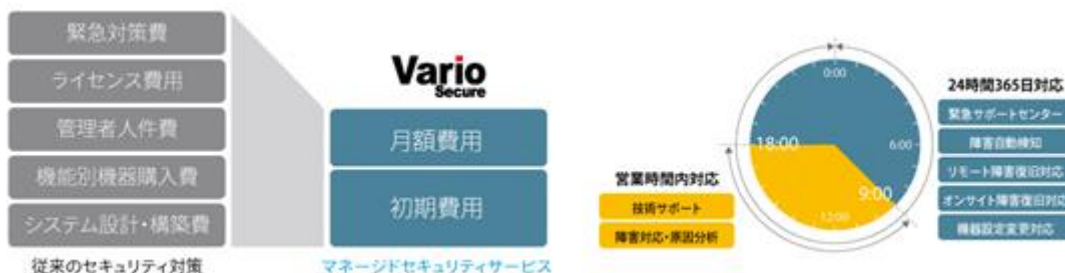 緊急対策費
ライセンス費用
管理者人件費
機能別機器購入費
システム設計・構築費
従来のセキュリティ対策
Vario
Secure
月額費用
初期費用
マネージドセキュリティサービス
営業時間内対応
技術サポート
障害対応・原因分析
0:00
6:00
9:00
12:00
18:00
24時間365日対応
緊急サポートセンター
障害自動検知
リモート障害復旧対応
オンサイト障害復旧対応
機器設定変更対応